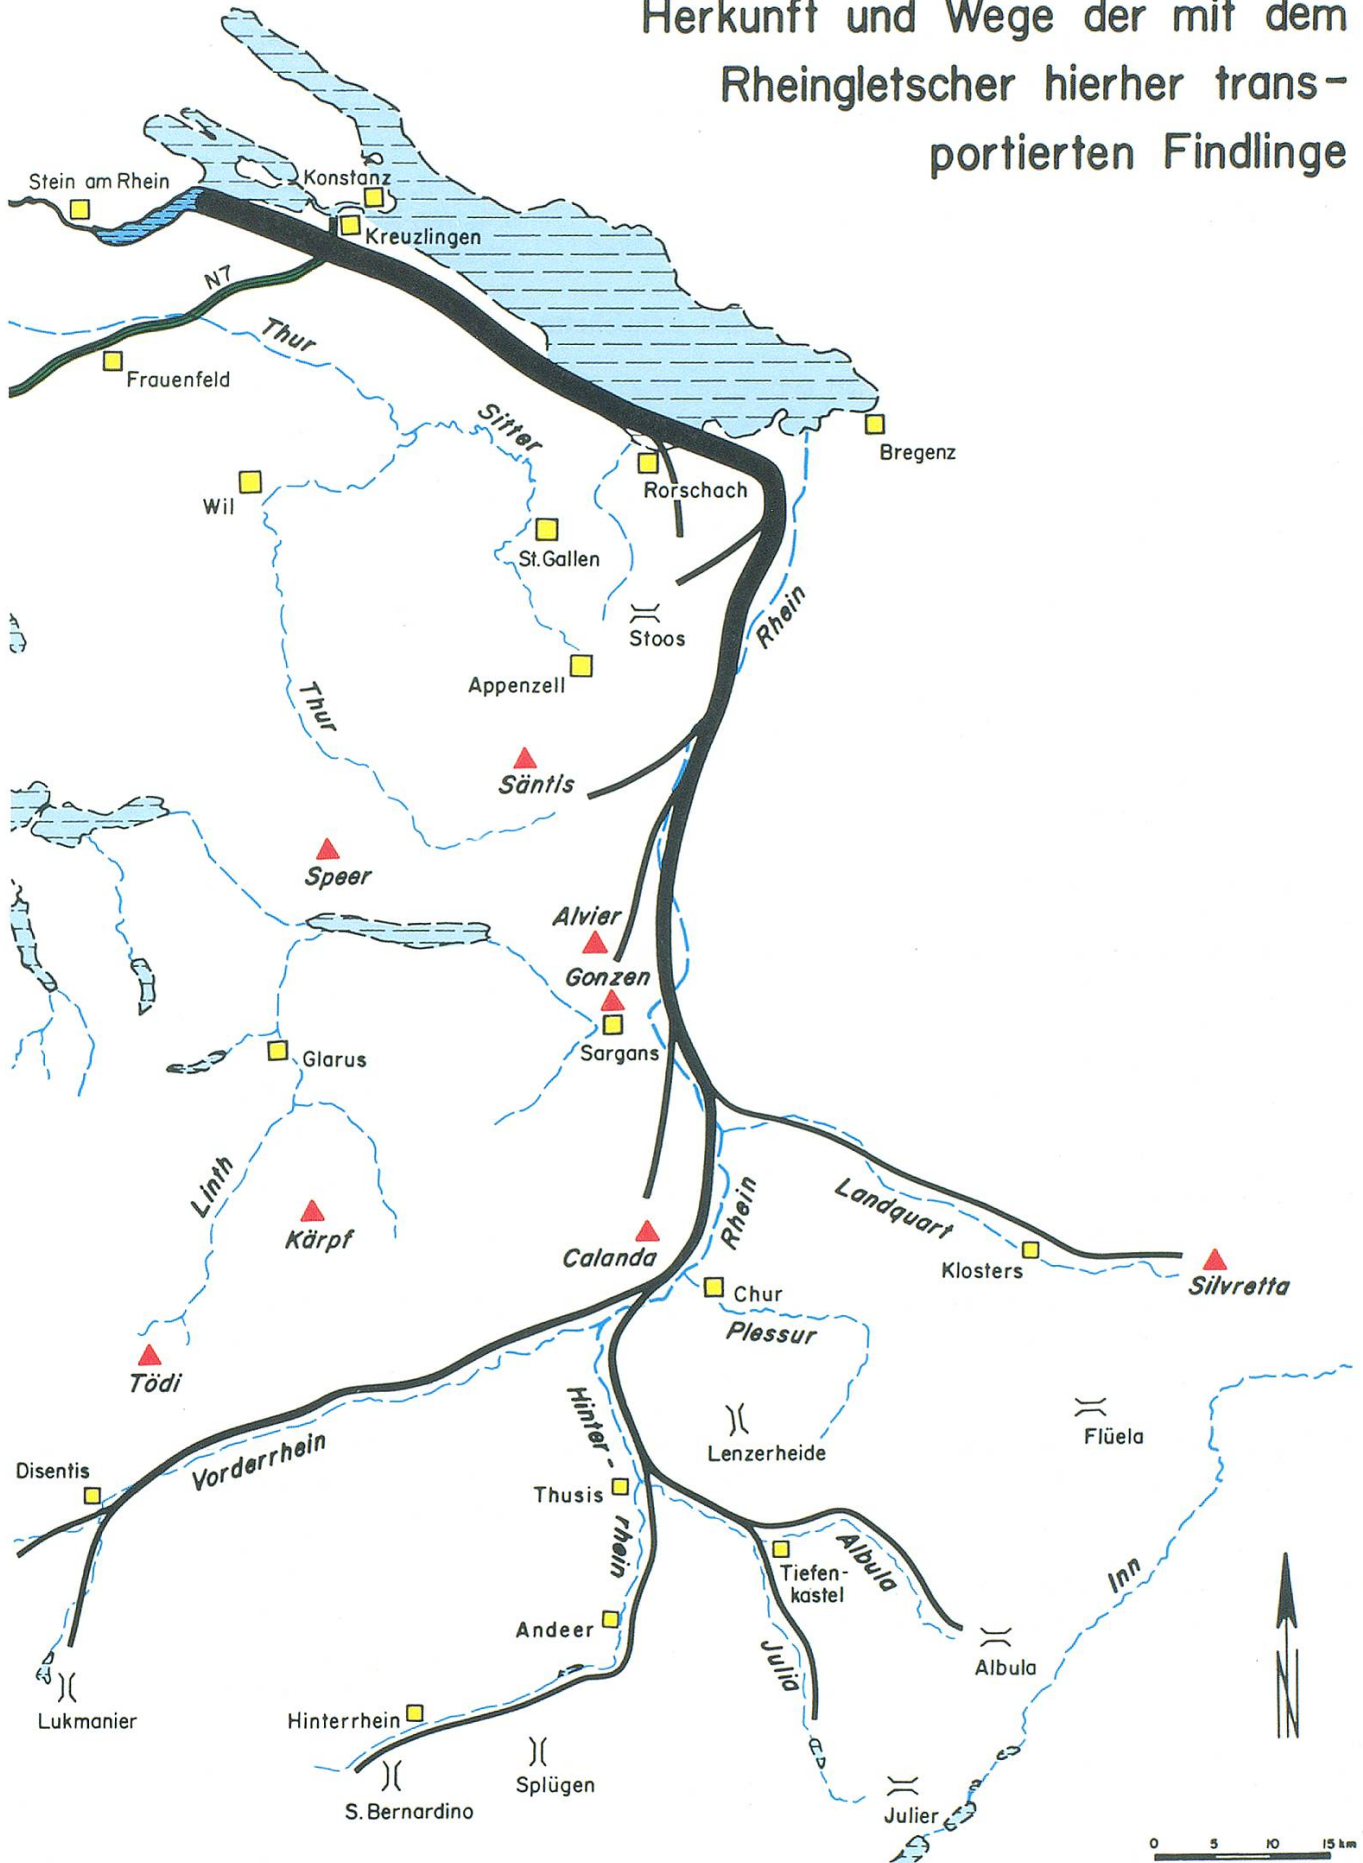 Herkunft und Wege der mit dem
Rheingletscher hierher trans-
portierten Findlinge
Stein am Rhein
Konstanz
Kreuzlingen
N7
Thur
Frauenfeld
Sitter
Bregenz
Wil
Rorschach
St.Gallen
Rhein
Stoos
Appenzell
Thur
Säntis
Speer
Alvier
Gonzen
Sargans
Glarus
Linth
Kärpf
Rhein
Landquart
Calanda
Klosters
Silvretta
Chur
Plessur
Tödi
Hinter-
rhein
Flüela
Lenzerheide
Vorderrhein
Disentis
Thusis
Albula
Tiefen-
kastel
Inn
Andeer
Julia
Albula
Lukmanier
Hinterrhein
Splügen
S. Bernardino
Julier
N
0 5 10 15 km